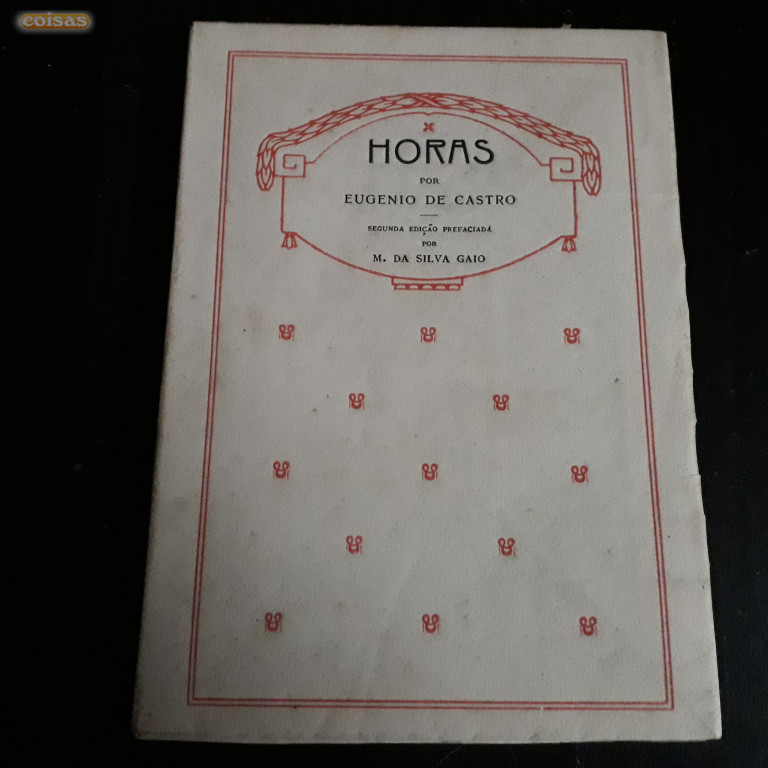 coisas
HORAS
POR
EUGENIO DE CASTRO
SEGUNDA EDIÇÃO PREFACIADA
POR
M. DA SILVA GAIO